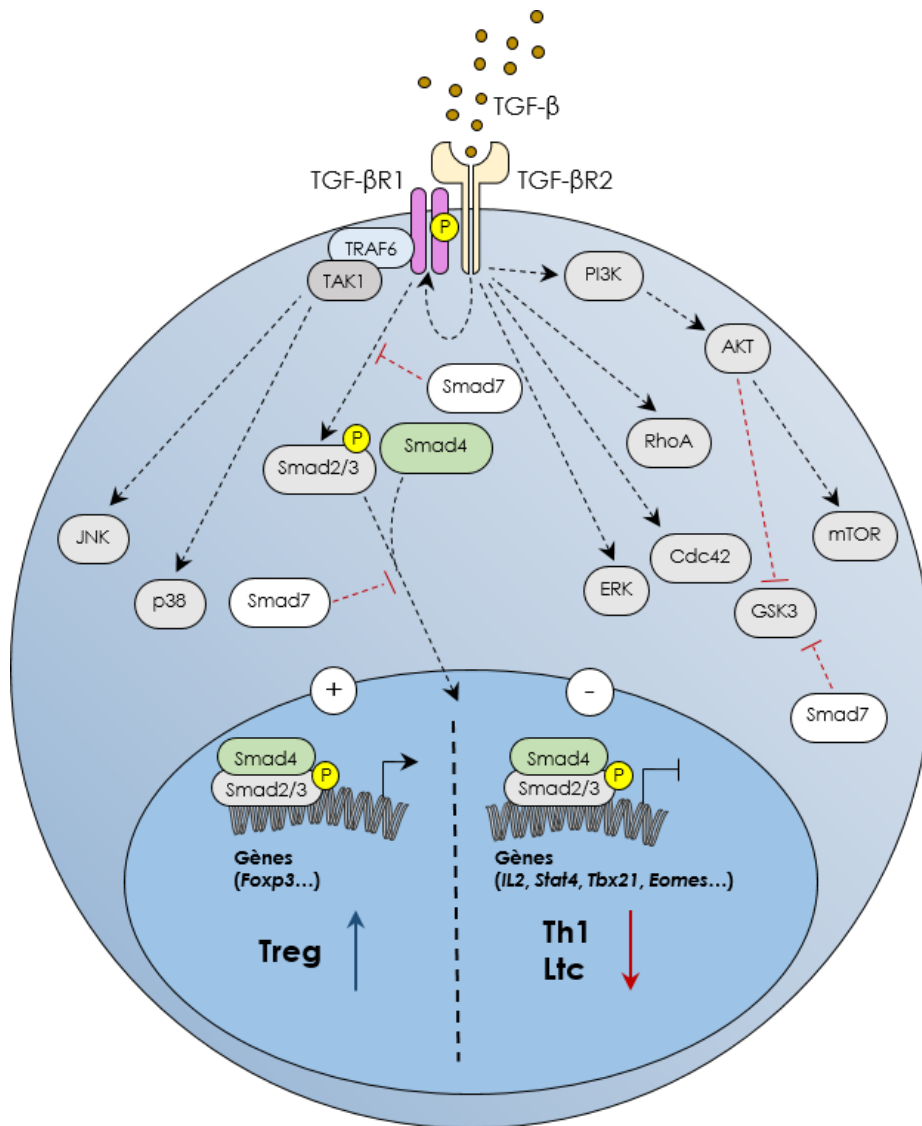 TGF-β
TGF-βR1
TGF-βR2
P
TRAF6
TAK1
PI3K
AKT
Smad7
P
Smad4
Smad2/3
RhoA
JNK
mTOR
Cdc42
p38
Smad7
ERK
GSK3
Smad7
+
-
Smad4
P
Smad2/3
Smad4
P
Smad2/3
Gènes
(Foxp3...)
Gènes
(IL2, Stat4, Tbx21, Eomes...)
Treg
Th1
Ltc